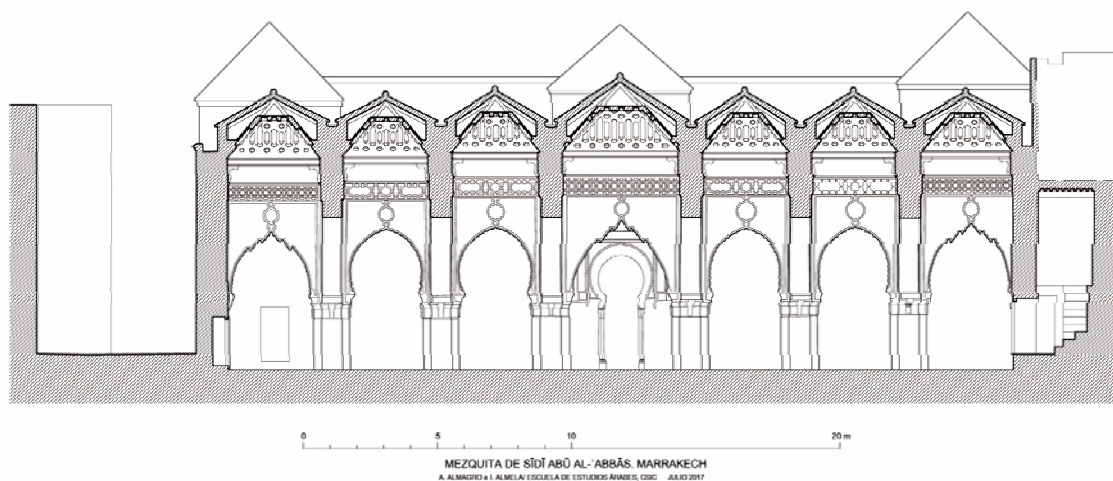 0 5 10 20 m
MEZQUITA DE SĪDĪ ABŪ AL-ʿABBĀS. MARRAKECH
A. ALMAGRO e I. ALMELA/ ESCUELA DE ESTUDIOS ÁRABES, CSIC JULIO 2017